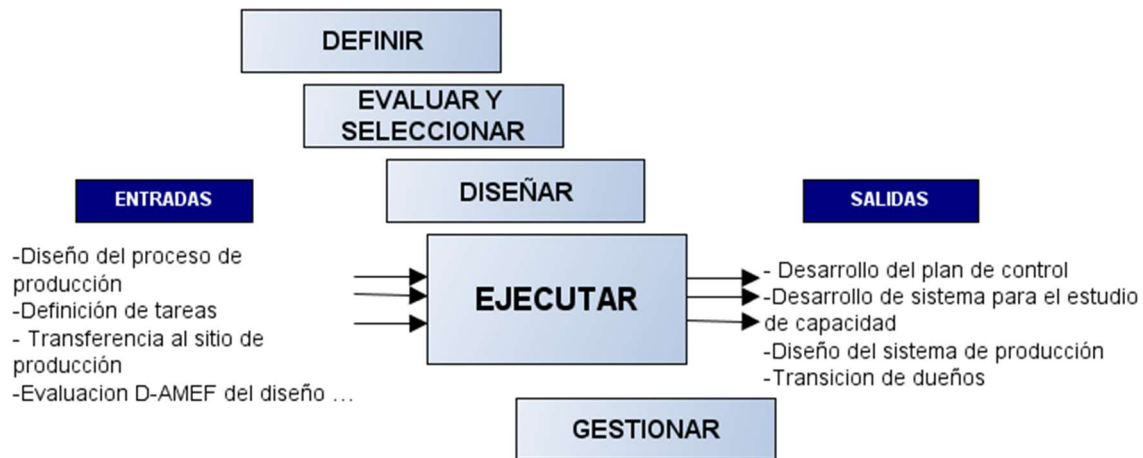 DEFINIR
EVALUAR Y
SELECCIONAR
DISEÑAR
ENTRADAS
-Diseño del proceso de
producción
-Definición de tareas
- Transferencia al sitio de
producción
-Evaluacion D-AMEF del diseño ...
EJECUTAR
SALIDAS
- Desarrollo del plan de control
-Desarrollo de sistema para el estudio
de capacidad
-Diseño del sistema de producción
-Transicion de dueños
GESTIONAR